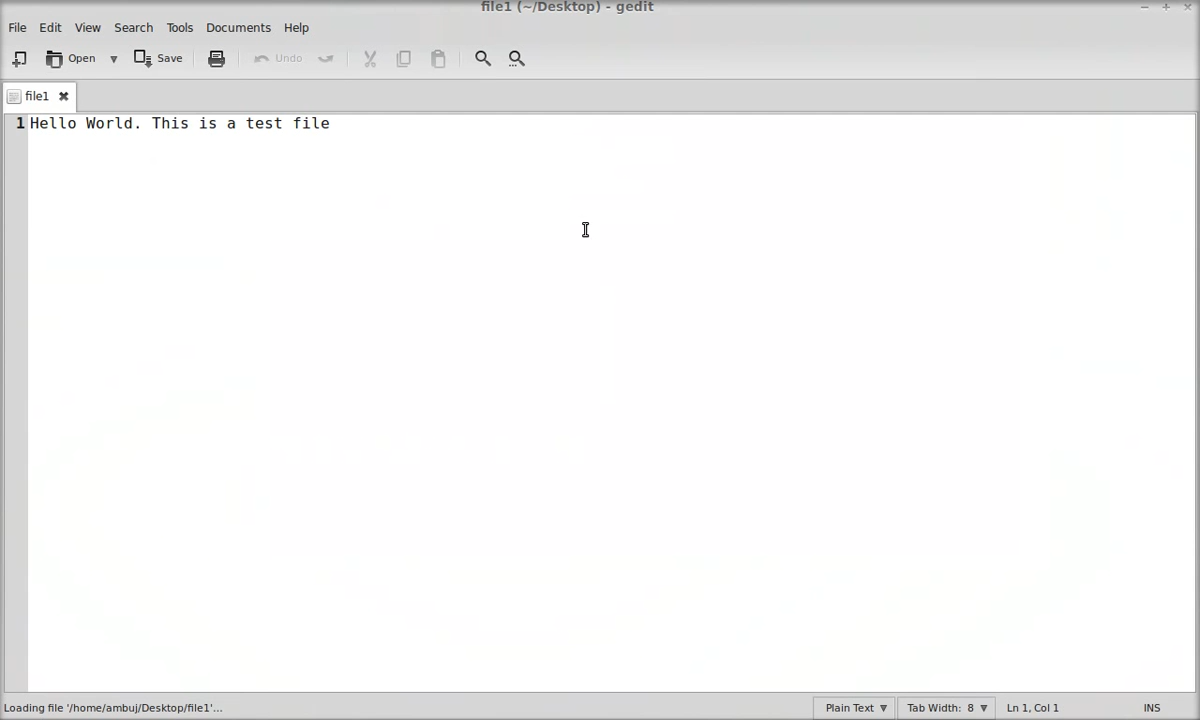 file1 (~/Desktop) - gedit
File Edit View Search Tools Documents Help
Open Save Undo
file1
1 Hello World. This is a test file
Loading file '/home/ambuj/Desktop/file1'... Plain Text Tab Width: 8 Ln 1, Col 1 INS